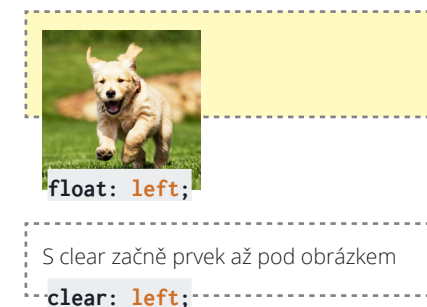 float: left;
S clear začně prvek až pod obrázkem
clear: left;